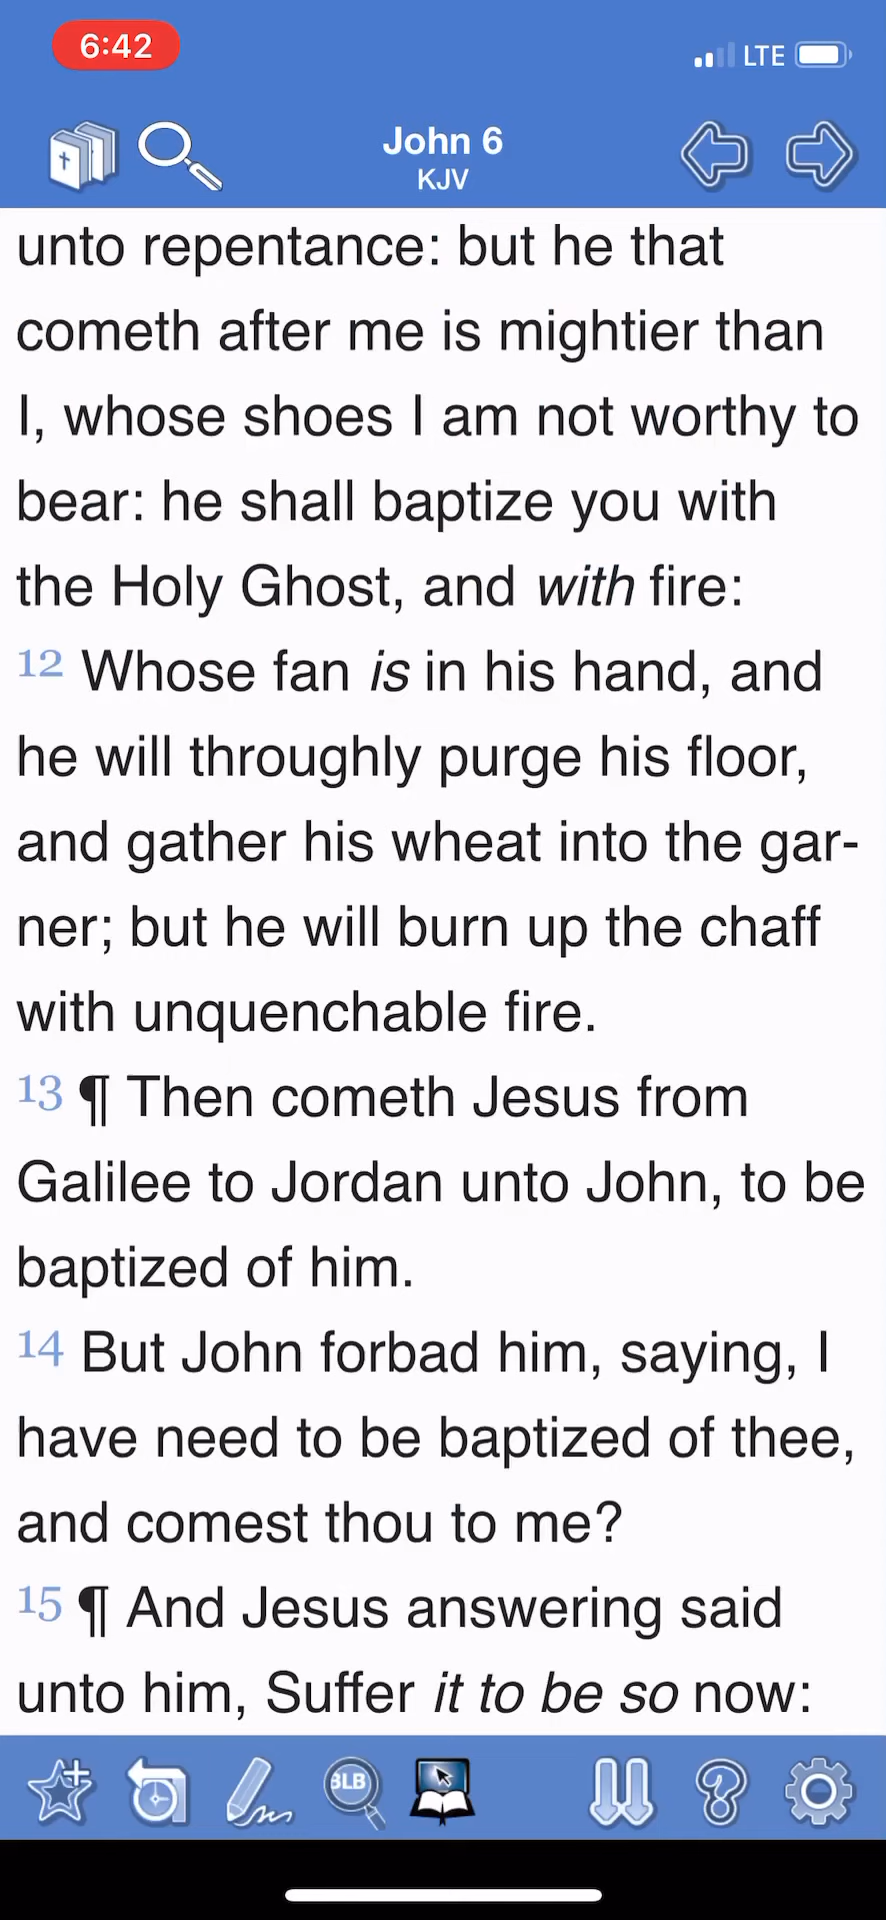 6:42
LTE
John 6
KJV
unto repentance: but he that
cometh after me is mightier than
I, whose shoes I am not worthy to
bear: he shall baptize you with
the Holy Ghost, and with fire:
12 Whose fan is in his hand, and
he will throughly purge his floor,
and gather his wheat into the gar-
ner; but he will burn up the chaff
with unquenchable fire.
13 ¶ Then cometh Jesus from
Galilee to Jordan unto John, to be
baptized of him.
14 But John forbad him, saying, I
have need to be baptized of thee,
and comest thou to me?
15 ¶ And Jesus answering said
unto him, Suffer it to be so now:
BLB